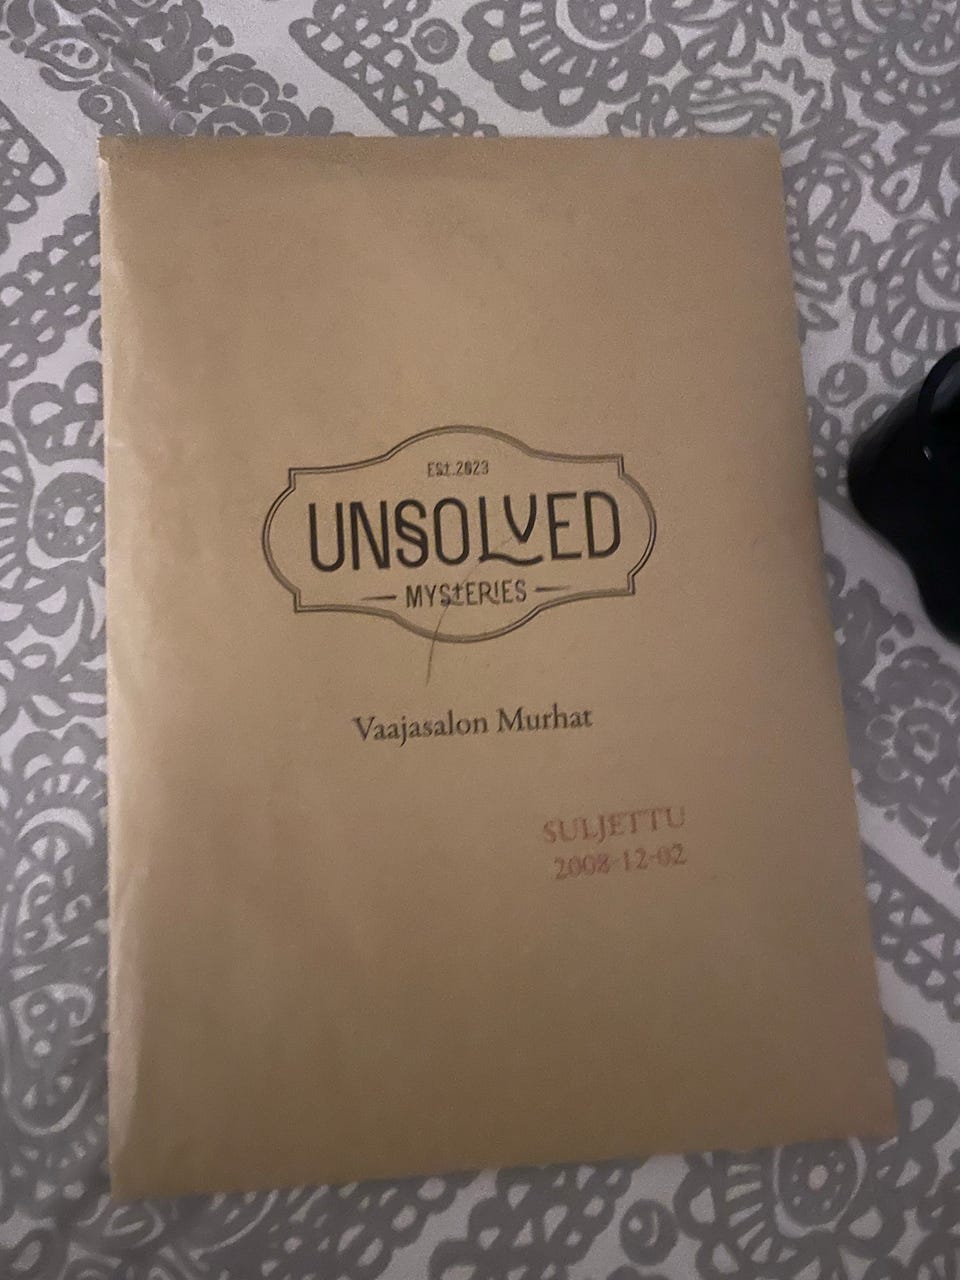 Est.2023
UNSOLVED
MYStERIES
Vaajasalon Murhat
SULJETTU
2008-12-02